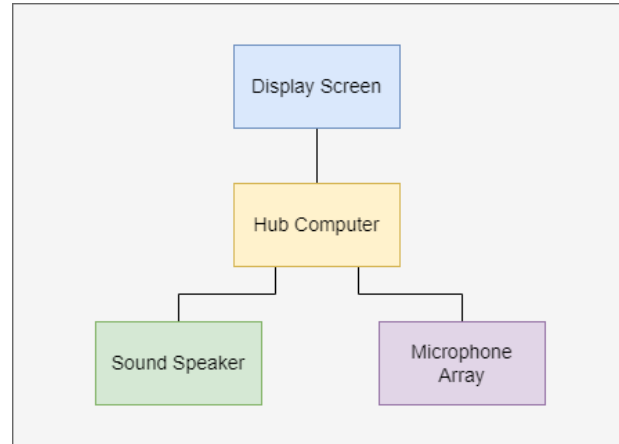 Display Screen
Hub Computer
Sound Speaker
Microphone
Array